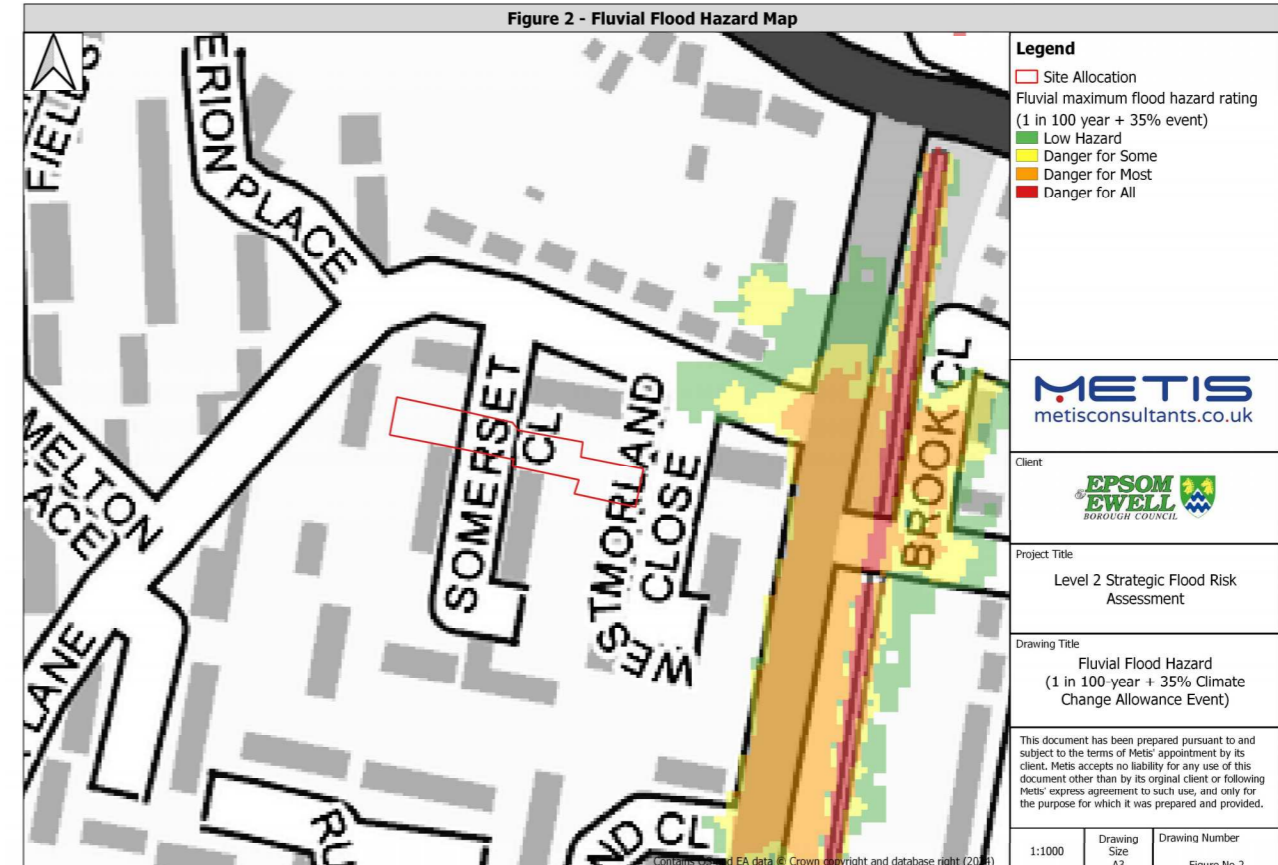 Figure 2 - Fluvial Flood Hazard Map
FIELDS
ERION PLACE
MELTON
ACE
LANE
SOMERSET
CL
STMORLAND
CLOSE
WE
BROOK CL
RU
ND CL
Contains OS and EA data © Crown copyright and database right (2024)
Legend
Site Allocation
Fluvial maximum flood hazard rating
(1 in 100 year + 35% event)
Low Hazard
Danger for Some
Danger for Most
Danger for All
METIS
metisconsultants.co.uk
Client
EPSOM
EWELL
BOROUGH COUNCIL
Project Title
Level 2 Strategic Flood Risk
Assessment
Drawing Title
Fluvial Flood Hazard
(1 in 100-year + 35% Climate
Change Allowance Event)
This document has been prepared pursuant to and
subject to the terms of Metis' appointment by its
client. Metis accepts no liability for any use of this
document other than by its orginal client or following
Metis' express agreement to such use, and only for
the purpose for which it was prepared and provided.
1:1000
Drawing
Size
A3
Drawing Number
Figure No 2